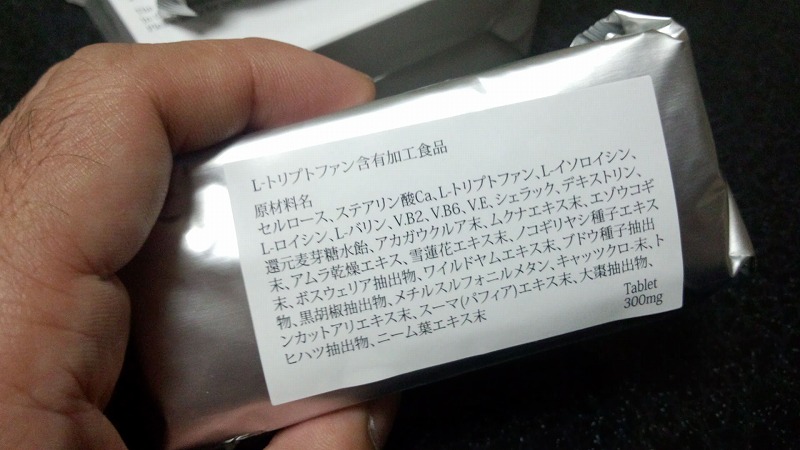 L-トリプトファン含有加工食品
原材料名
セルロース、ステアリン酸Ca、L-トリプトファン、L-イソロイシン、
L-ロイシン、L-バリン、V.B2、V.B6、V.E、シェラック、デキストリン、
還元麦芽糖水飴、アカガウクルア末、ムクナエキス末、エゾウコギ
末、アムラ乾燥エキス、雪蓮花エキス末、ノコギリヤシ種子エキス
末、ボスウェリア抽出物、ワイルドヤムエキス末、ブドウ種子抽出
物、黒胡椒抽出物、メチルスルフォニルメタン、キャッツクロー末、ト
ンカットアリエキス末、スーマ(パフィア)エキス末、大棗抽出物、
ヒハツ抽出物、ニーム葉エキス末
Tablet
300mg